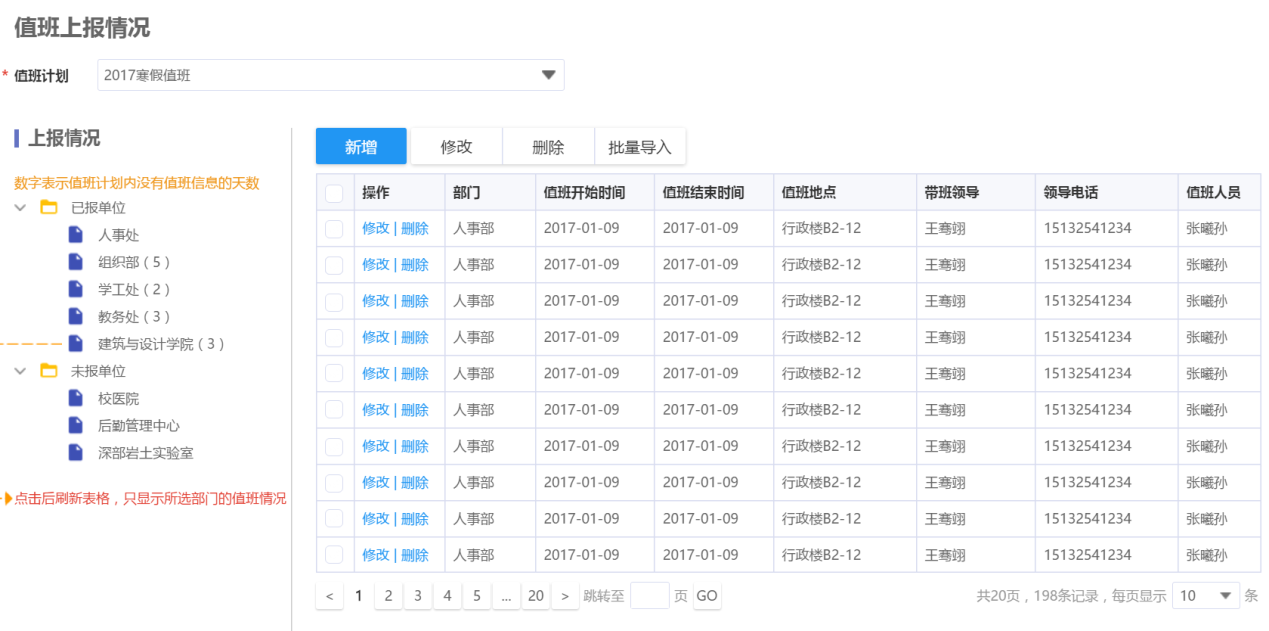 值班上报情况
* 值班计划 2017寒假值班
上报情况
数字表示值班计划内没有值班信息的天数
已报单位
人事处
组织部（5）
学工处（2）
教务处（3）
建筑与设计学院（3）
未报单位
校医院
后勤管理中心
深部岩土实验室
点击后刷新表格，只显示所选部门的值班情况
新增 修改 删除 批量导入
操作 部门 值班开始时间 值班结束时间 值班地点 带班领导 领导电话 值班人员
修改 | 删除 人事部 2017-01-09 2017-01-09 行政楼B2-12 王骞翊 15132541234 张曦孙
修改 | 删除 人事部 2017-01-09 2017-01-09 行政楼B2-12 王骞翊 15132541234 张曦孙
修改 | 删除 人事部 2017-01-09 2017-01-09 行政楼B2-12 王骞翊 15132541234 张曦孙
修改 | 删除 人事部 2017-01-09 2017-01-09 行政楼B2-12 王骞翊 15132541234 张曦孙
修改 | 删除 人事部 2017-01-09 2017-01-09 行政楼B2-12 王骞翊 15132541234 张曦孙
修改 | 删除 人事部 2017-01-09 2017-01-09 行政楼B2-12 王骞翊 15132541234 张曦孙
修改 | 删除 人事部 2017-01-09 2017-01-09 行政楼B2-12 王骞翊 15132541234 张曦孙
修改 | 删除 人事部 2017-01-09 2017-01-09 行政楼B2-12 王骞翊 15132541234 张曦孙
修改 | 删除 人事部 2017-01-09 2017-01-09 行政楼B2-12 王骞翊 15132541234 张曦孙
修改 | 删除 人事部 2017-01-09 2017-01-09 行政楼B2-12 王骞翊 15132541234 张曦孙
< 1 2 3 4 5 ... 20 > 跳转至 页 GO 共20页，198条记录，每页显示 10 条